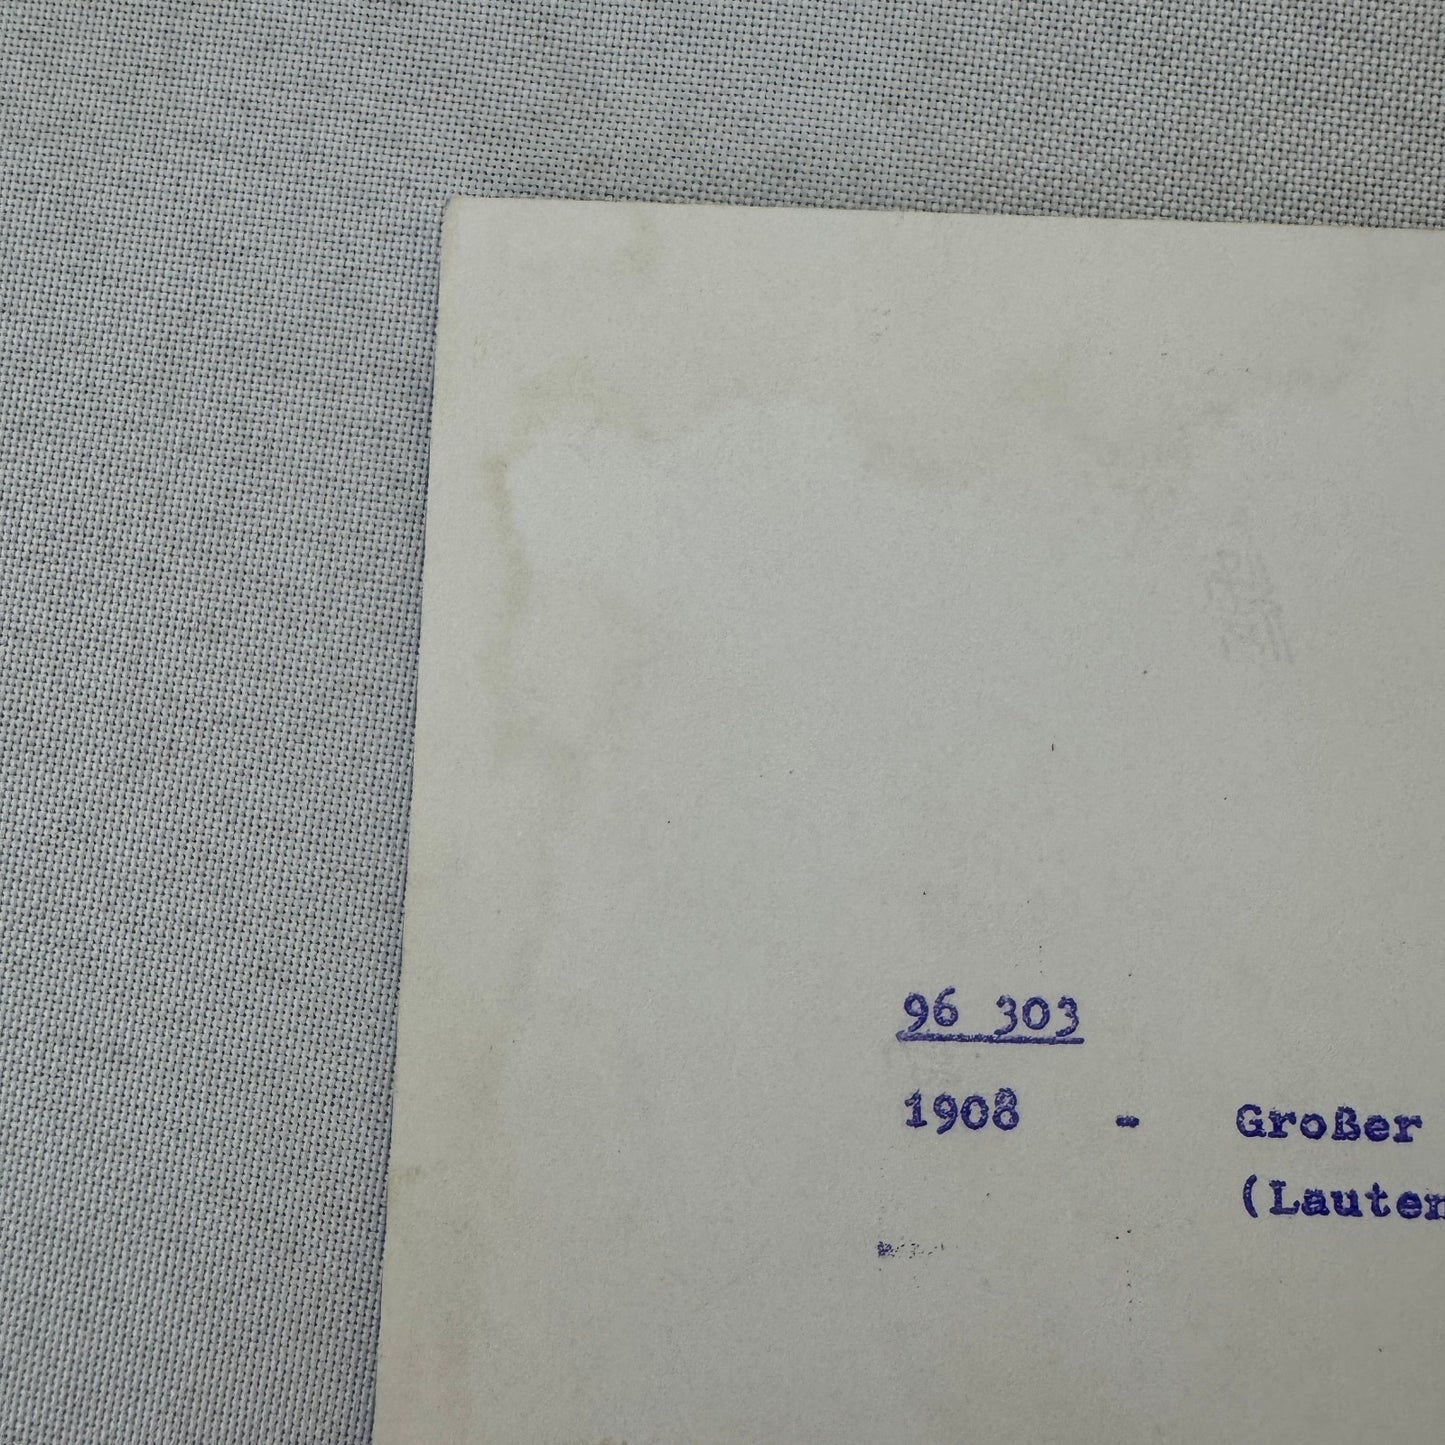 96 303
1908 - Großer
(Lauten